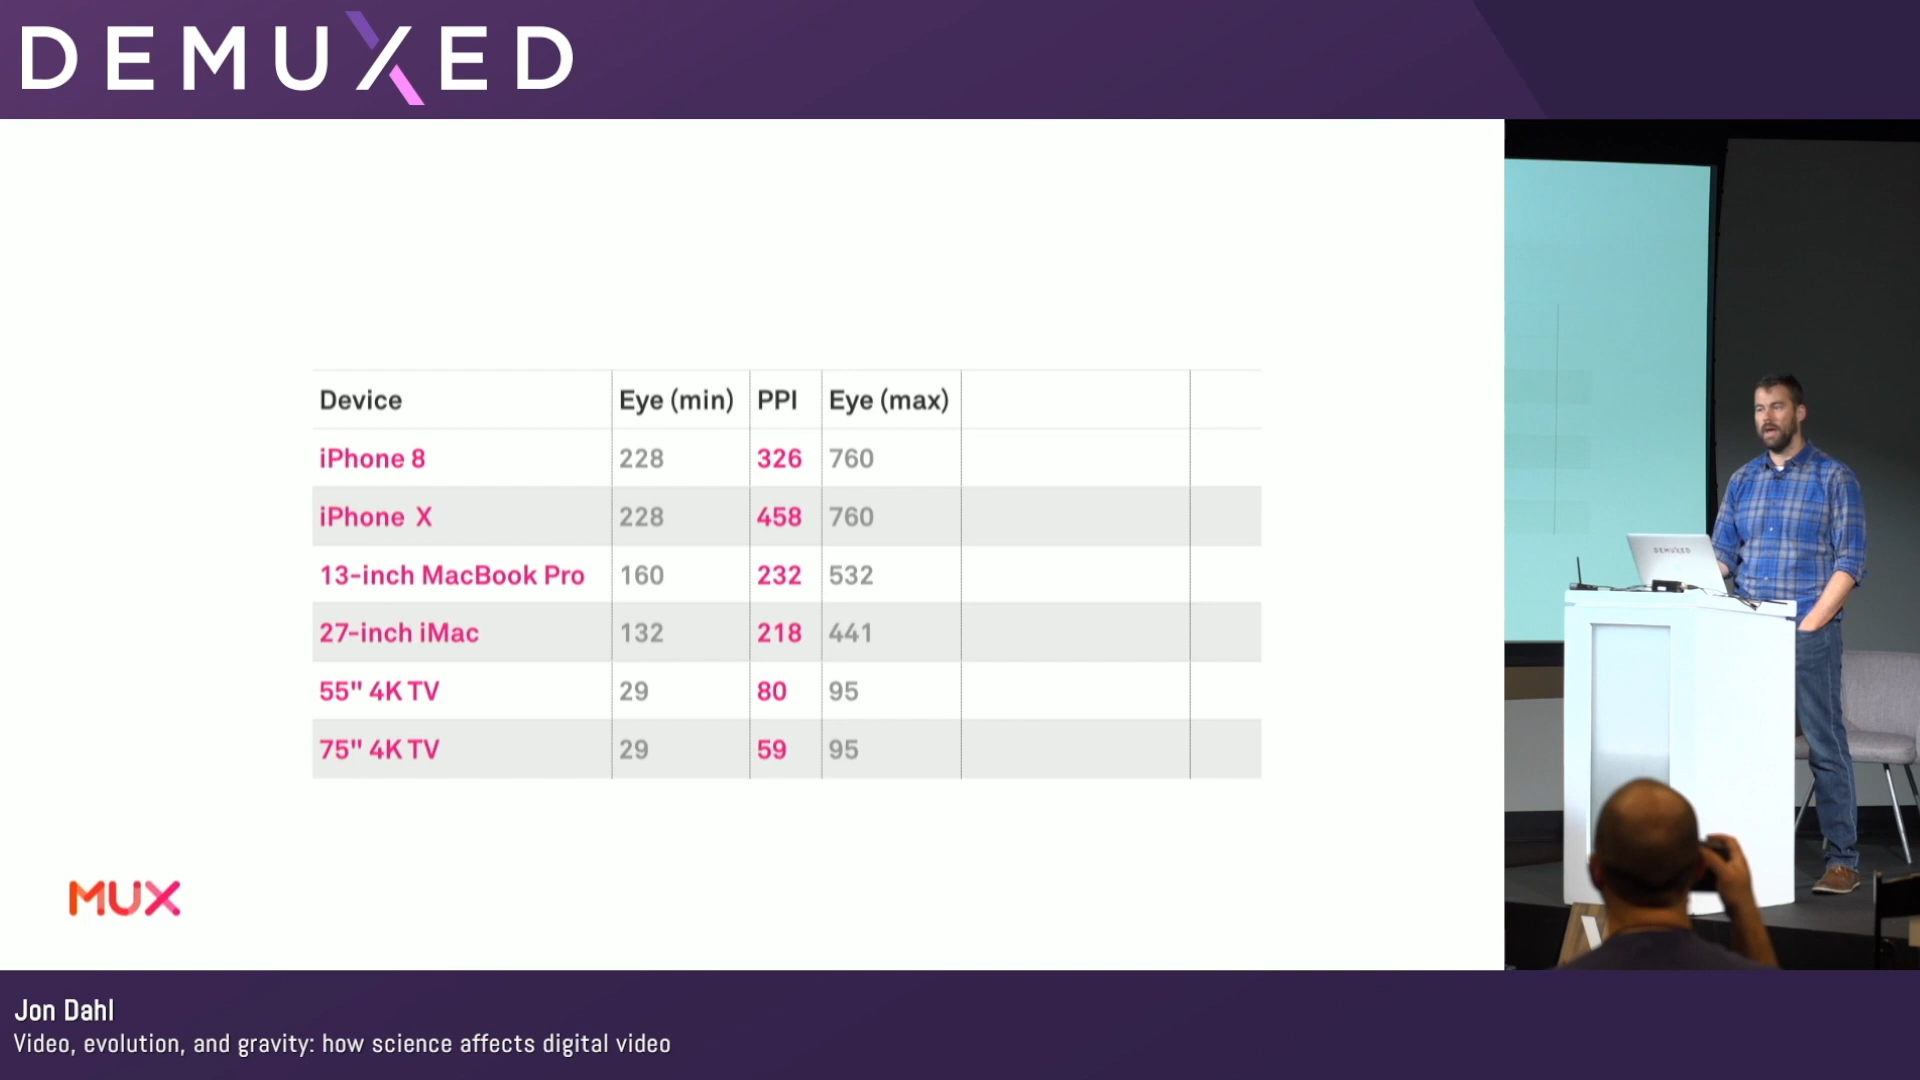 DEMUXED
Device Eye (min) PPI Eye (max)
iPhone 8 228 326 760
iPhone X 228 458 760
13-inch MacBook Pro 160 232 532
27-inch iMac 132 218 441
55" 4K TV 29 80 95
75" 4K TV 29 59 95
MUX
DEMUXED
Jon Dahl
Video, evolution, and gravity: how science affects digital video